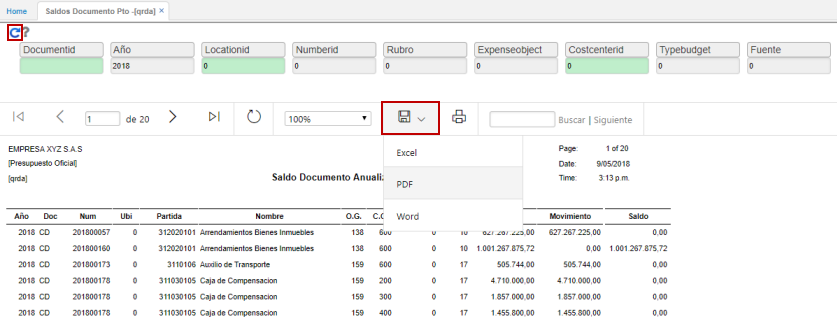 Home Saldos Documento Pto -[qrda] ×
?
Documentid Año Locationid Numberid Rubro Expenseobject Costcenterid Typebudget Fuente
2018 0 0 0 0 0 0 0
1 de 20 100% Buscar | Siguiente
EMPRESA XYZ S.A.S Excel Page: 1 of 20
[Presupuesto Oficial] Date: 9/05/2018
[qrda] Saldo Documento Anualiz PDF Time: 3:13 p.m.
Word
Año Doc Num Ubi Partida Nombre O.G. C.C Movimiento Saldo
2018 CD 201800057 0 312020101 Arrendamientos Bienes Inmuebles 138 600 0 10 627.267.225,00 627.267.225,00 0,00
2018 CD 201800160 0 312020101 Arrendamientos Bienes Inmuebles 138 600 0 10 1.001.267.875,72 0,00 1.001.267.875,72
2018 CD 201800173 0 3110106 Auxilio de Transporte 159 600 0 17 505.744,00 505.744,00 0,00
2018 CD 201800178 0 311030105 Caja de Compensacion 159 200 0 17 4.710.000,00 4.710.000,00 0,00
2018 CD 201800178 0 311030105 Caja de Compensacion 159 300 0 17 1.857.000,00 1.857.000,00 0,00
2018 CD 201800178 0 311030105 Caja de Compensacion 159 400 0 17 1.455.800,00 1.455.800,00 0,00